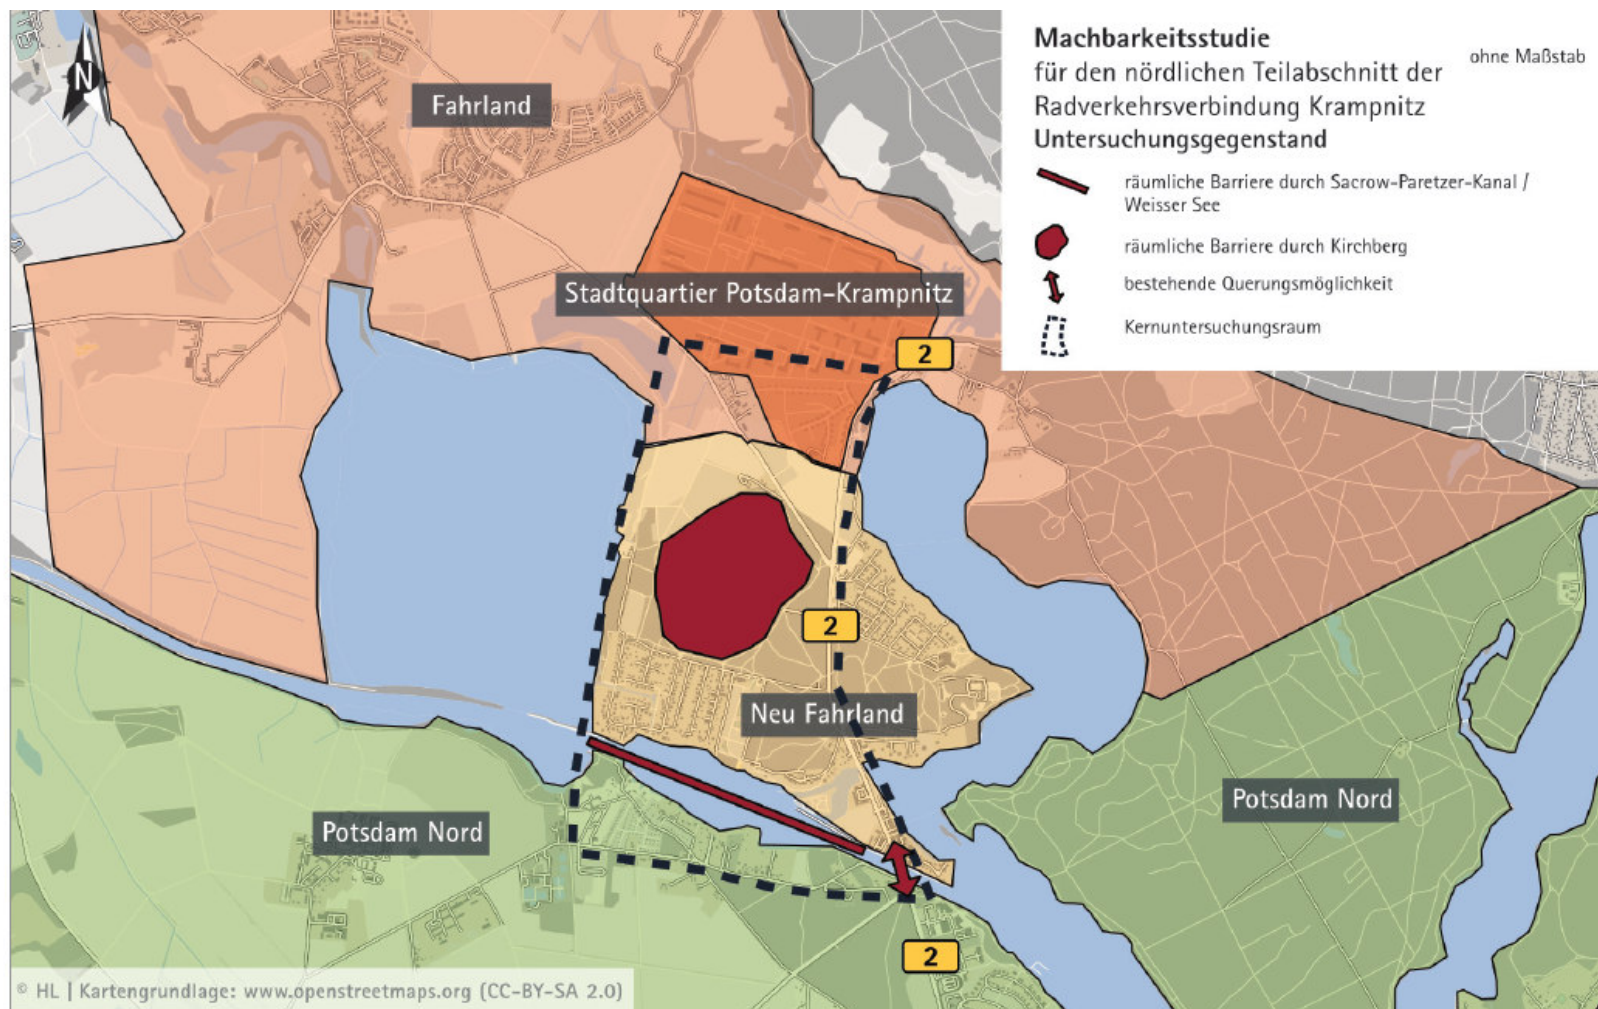 Machbarkeitsstudie
ohne Maßstab
für den nördlichen Teilabschnitt der
Radverkehrsverbindung Krampnitz
Untersuchungsgegenstand
räumliche Barriere durch Sacrow-Paretzer-Kanal /
Weisser See
räumliche Barriere durch Kirchberg
bestehende Querungsmöglichkeit
Kernuntersuchungsraum
N
Fahrland
Stadtquartier Potsdam-Krampnitz
2
2
Neu Fahrland
Potsdam Nord
Potsdam Nord
2
© HL | Kartengrundlage: www.openstreetmaps.org (CC-BY-SA 2.0)